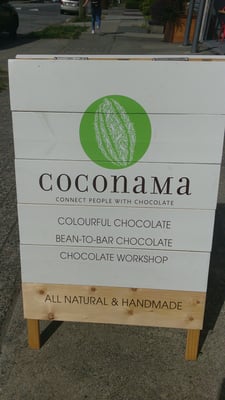 COCONAMA
CONNECT PEOPLE WITH CHOCOLATE
COLOURFUL CHOCOLATE
BEAN-TO-BAR CHOCOLATE
CHOCOLATE WORKSHOP
ALL NATURAL & HANDMADE